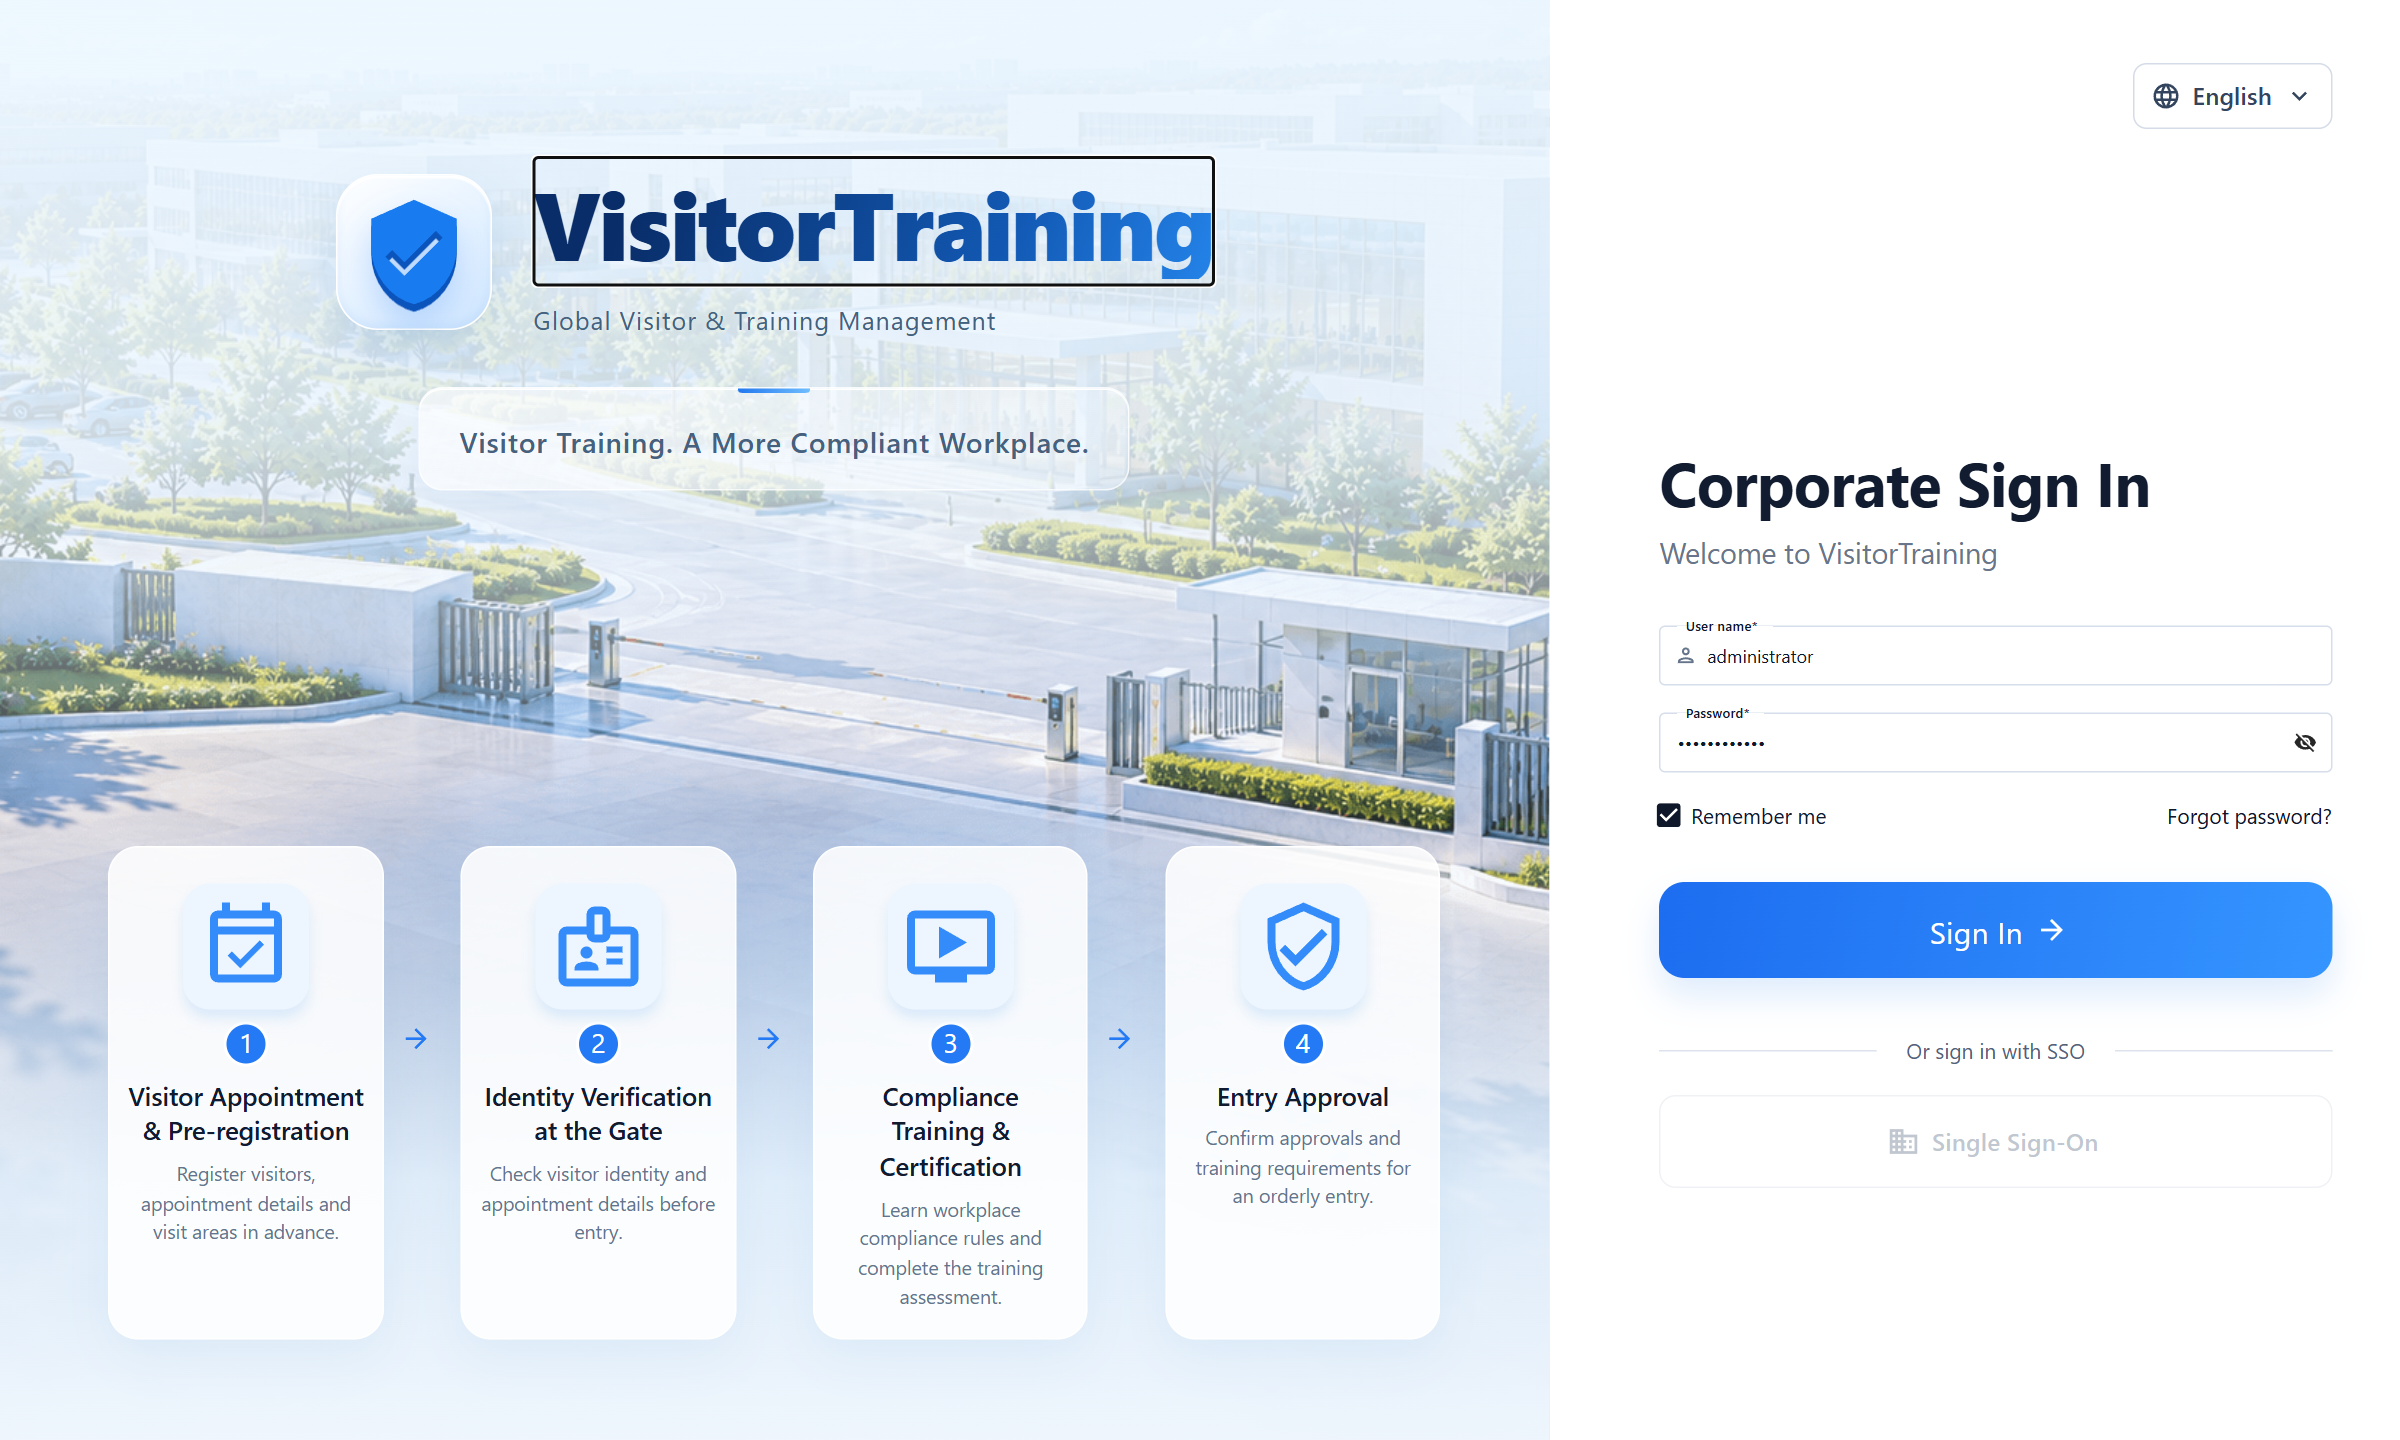 VisitorTraining
Global Visitor & Training Management
Visitor Training. A More Compliant Workplace.
1
Visitor Appointment
& Pre-registration
Register visitors,
appointment details and
visit areas in advance.
2
Identity Verification
at the Gate
Check visitor identity and
appointment details before
entry.
3
Compliance
Training &
Certification
Learn workplace
compliance rules and
complete the training
assessment.
4
Entry Approval
Confirm approvals and
training requirements for
an orderly entry.
English
Corporate Sign In
Welcome to VisitorTraining
User name*
administrator
Password*
••••••••••••
Remember me
Forgot password?
Sign In
Or sign in with SSO
Single Sign-On